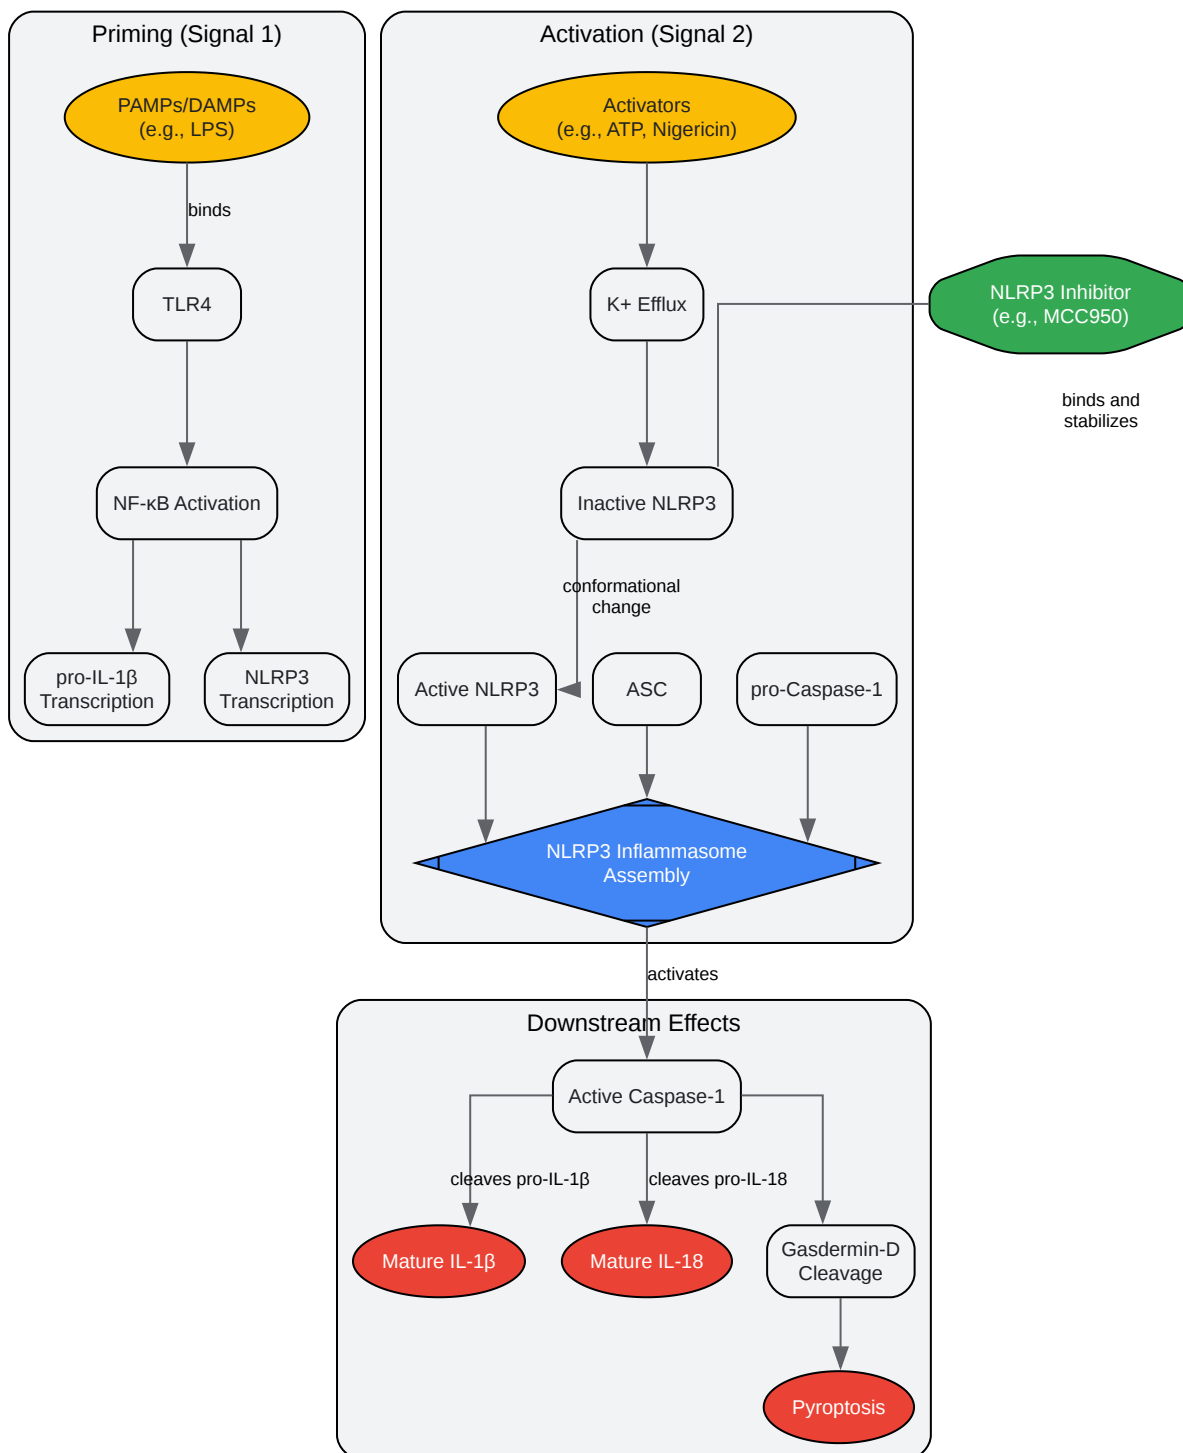 Priming (Signal 1)
PAMPs/DAMPs
(e.g., LPS)
binds
TLR4
NF-κB Activation
pro-IL-1β
Transcription
NLRP3
Transcription
Activation (Signal 2)
Activators
(e.g., ATP, Nigericin)
K+ Efflux
Inactive NLRP3
conformational
change
Active NLRP3
ASC
pro-Caspase-1
NLRP3 Inflammasome
Assembly
NLRP3 Inhibitor
(e.g., MCC950)
binds and
stabilizes
activates
Downstream Effects
Active Caspase-1
cleaves pro-IL-1β
cleaves pro-IL-18
Mature IL-1β
Mature IL-18
Gasdermin-D
Cleavage
Pyroptosis